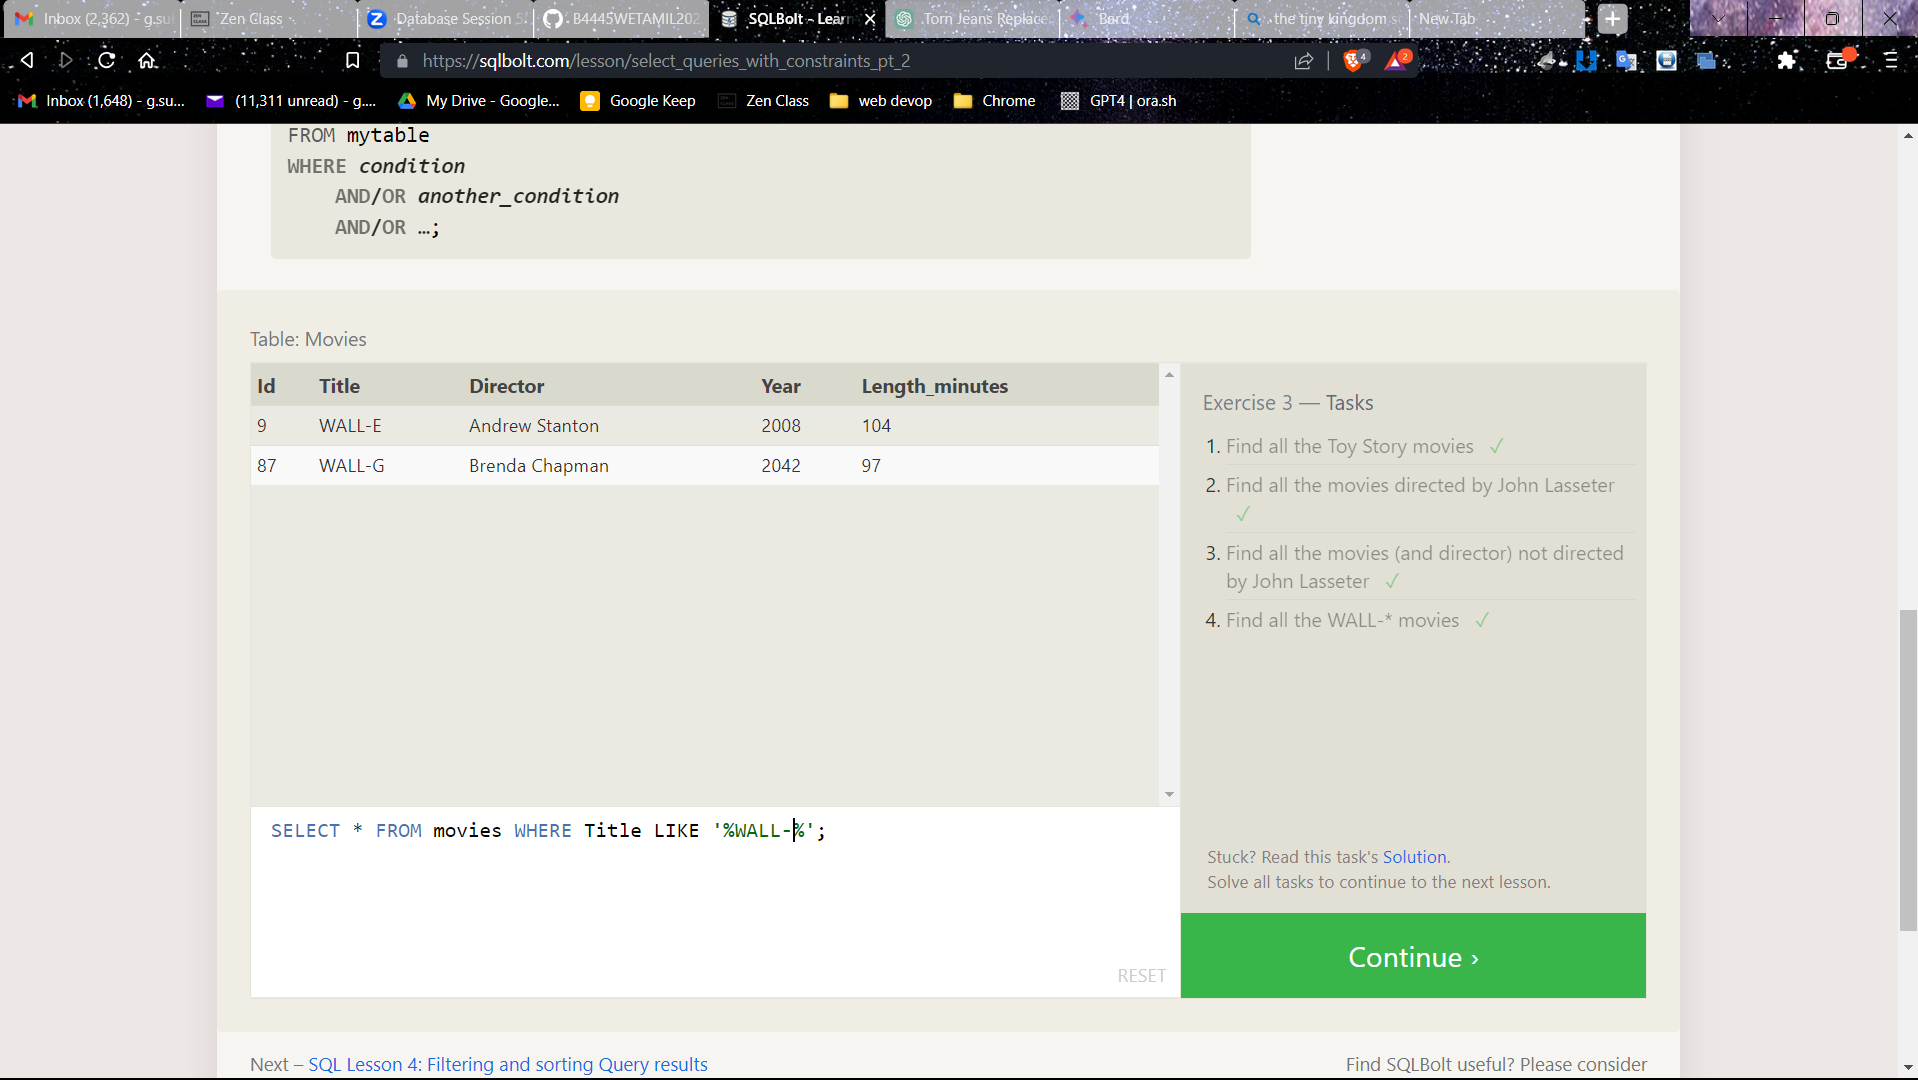 Inbox (2,362) - g.su
Zen Class
Database Session
B4445WETAMIL202
SQLBolt - Lear
Torn Jeans Replace
Bard
the tiny kingdom s
New Tab
https://sqlbolt.com/lesson/select_queries_with_constraints_pt_2
4
2
Inbox (1,648) - g.su...
(11,311 unread) - g....
My Drive - Google...
Google Keep
Zen Class
web devop
Chrome
GPT4 | ora.sh
FROM mytable
WHERE condition
AND/OR another_condition
AND/OR …;
Table: Movies
Id Title Director Year Length_minutes
9 WALL-E Andrew Stanton 2008 104
87 WALL-G Brenda Chapman 2042 97
SELECT * FROM movies WHERE Title LIKE '%WALL-%';
RESET
Exercise 3 — Tasks
1. Find all the Toy Story movies ✓
2. Find all the movies directed by John Lasseter
✓
3. Find all the movies (and director) not directed
by John Lasseter ✓
4. Find all the WALL-* movies ✓
Stuck? Read this task's Solution.
Solve all tasks to continue to the next lesson.
Continue ›
Next – SQL Lesson 4: Filtering and sorting Query results
Find SQLBolt useful? Please consider